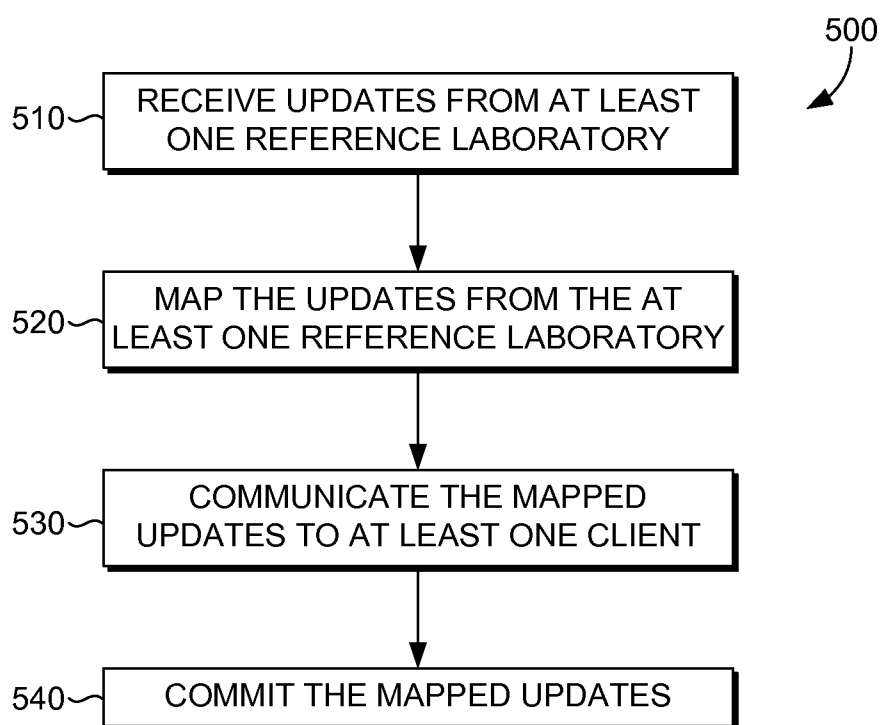 500
510
RECEIVE UPDATES FROM AT LEAST
ONE REFERENCE LABORATORY
520
MAP THE UPDATES FROM THE AT
LEAST ONE REFERENCE LABORATORY
530
COMMUNICATE THE MAPPED
UPDATES TO AT LEAST ONE CLIENT
540
COMMIT THE MAPPED UPDATES